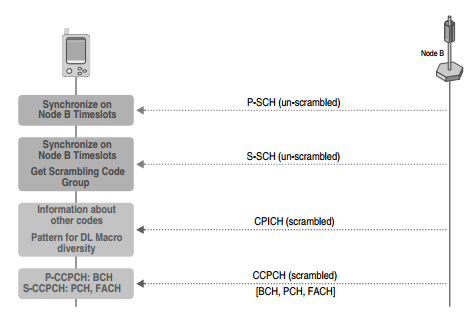 Node B
Synchronize on
Node B Timeslots
P-SCH (un-scrambled)
Synchronize on
Node B Timeslots
Get Scrambling Code
Group
S-SCH (un-scrambled)
Information about
other codes
Pattern for DL Macro
diversity
CPICH (scrambled)
P-CCPCH: BCH
S-CCPCH: PCH, FACH
CCPCH (scrambled)
[BCH, PCH, FACH]